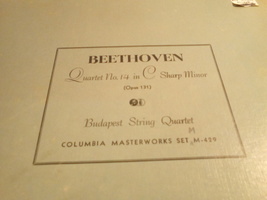 BEETHOVEN
Quartet No. 14 in C Sharp Minor
(Opus 131)
Budapest String Quartet
COLUMBIA MASTERWORKS SET M-429